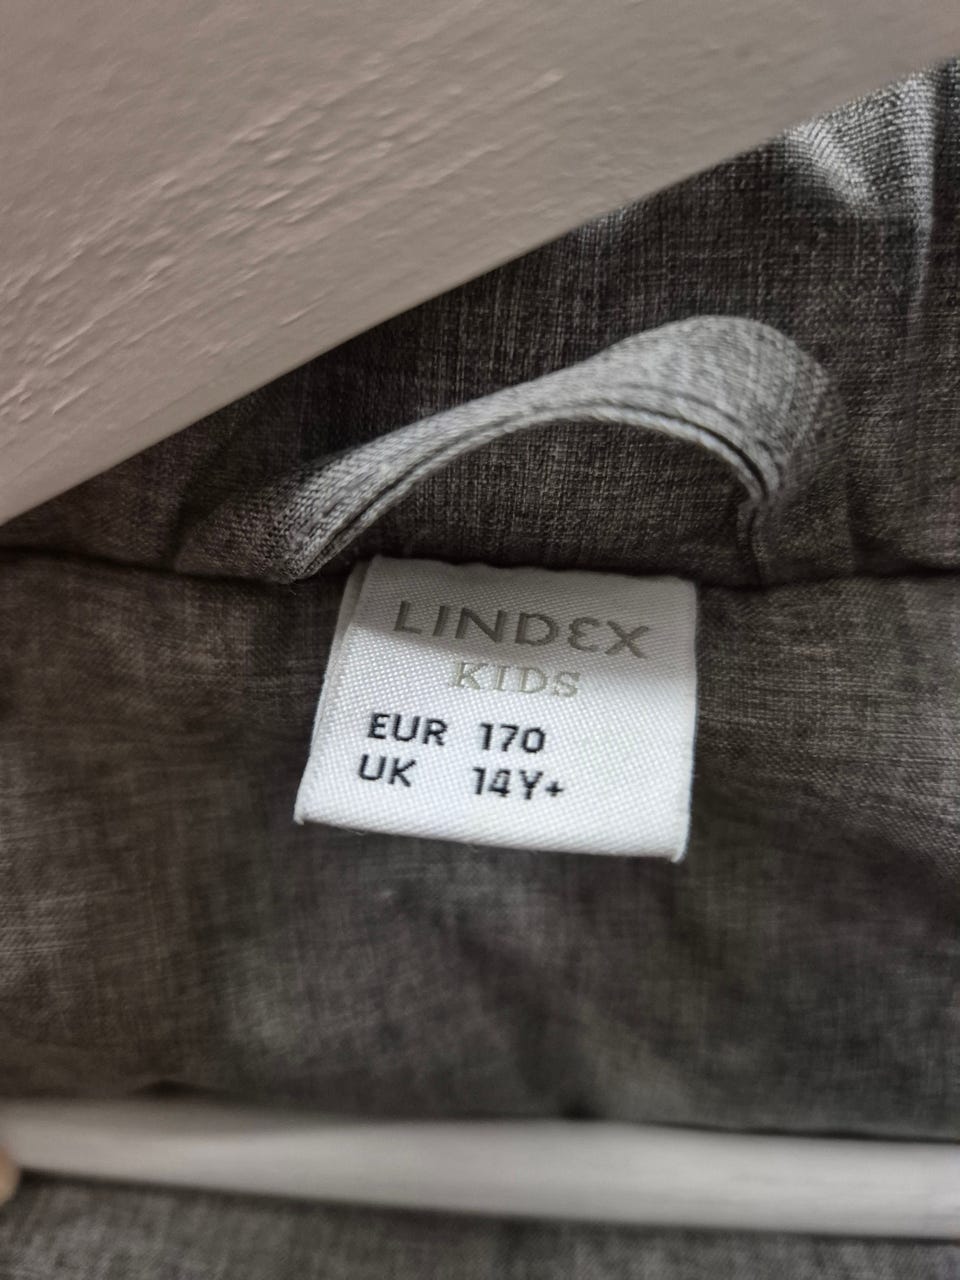 LINDEX
KIDS
EUR 170
UK 14Y+